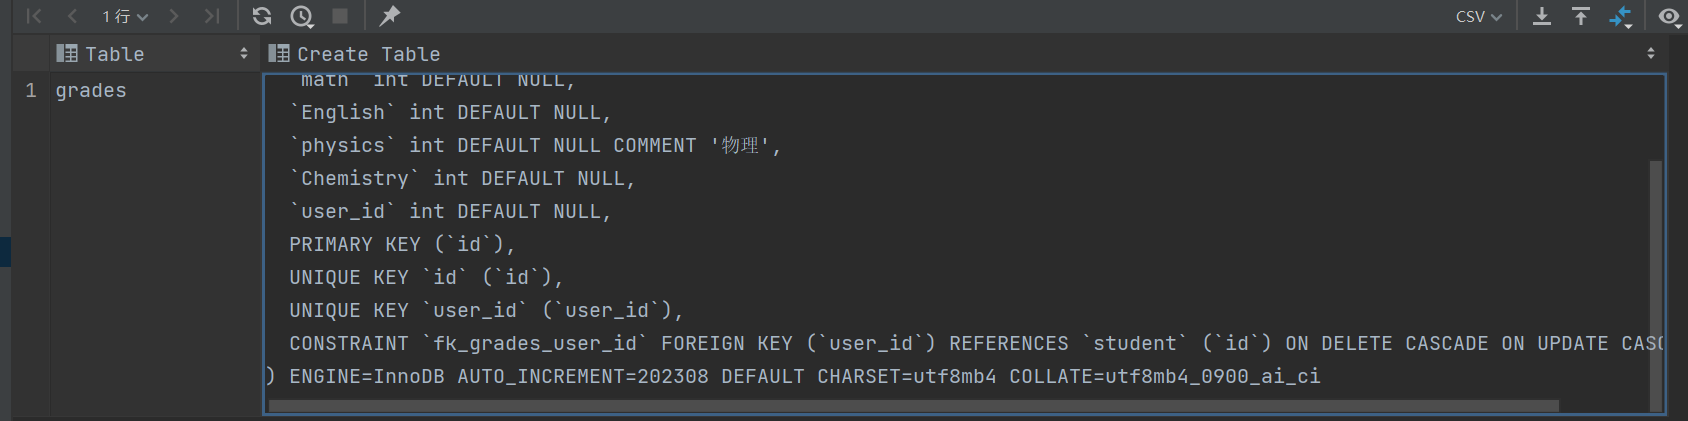 1 行
CSV
Table
Create Table
1
grades
math int DEFAULT NULL,
`English` int DEFAULT NULL,
`physics` int DEFAULT NULL COMMENT '物理',
`Chemistry` int DEFAULT NULL,
`user_id` int DEFAULT NULL,
PRIMARY KEY (`id`),
UNIQUE KEY `id` (`id`),
UNIQUE KEY `user_id` (`user_id`),
CONSTRAINT `fk_grades_user_id` FOREIGN KEY (`user_id`) REFERENCES `student` (`id`) ON DELETE CASCADE ON UPDATE CASC
) ENGINE=InnoDB AUTO_INCREMENT=202308 DEFAULT CHARSET=utf8mb4 COLLATE=utf8mb4_0900_ai_ci